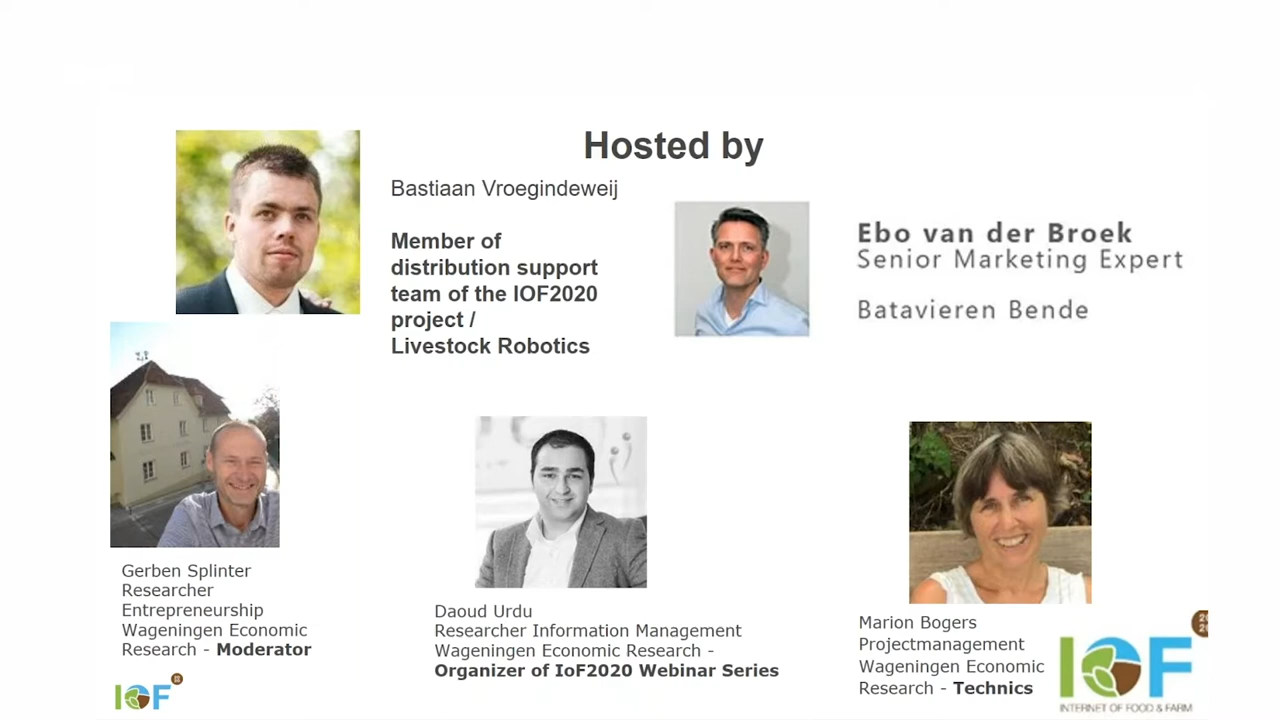 Hosted by
Bastiaan Vroegindeweij
Member of
distribution support
team of the IOF2020
project /
Livestock Robotics
Ebo van der Broek
Senior Marketing Expert
Batavieren Bende
Gerben Splinter
Researcher
Entrepreneurship
Wageningen Economic
Research - Moderator
Daoud Urdu
Researcher Information Management
Wageningen Economic Research -
Organizer of IoF2020 Webinar Series
Marion Bogers
Projectmanagement
Wageningen Economic
Research - Technics
IOF
IOF
INTERNET OF FOOD & FARM